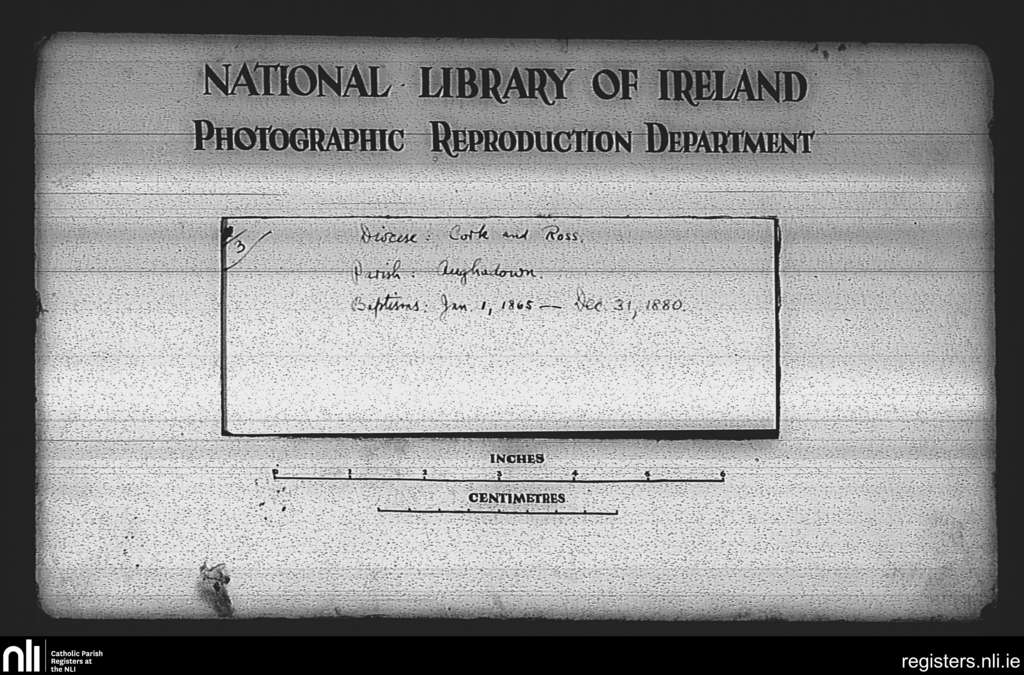 NATIONAL LIBRARY OF IRELAND
PHOTOGRAPHIC REPRODUCTION DEPARTMENT
3
Diocese: Cork and Ross.
Parish: Aughadown.
Baptisms: Jan. 1, 1865 — Dec. 31, 1880.
INCHES
0 1 2 3 4 5 6
CENTIMETRES
nli
Catholic Parish
Registers at
the NLI
registers.nli.ie